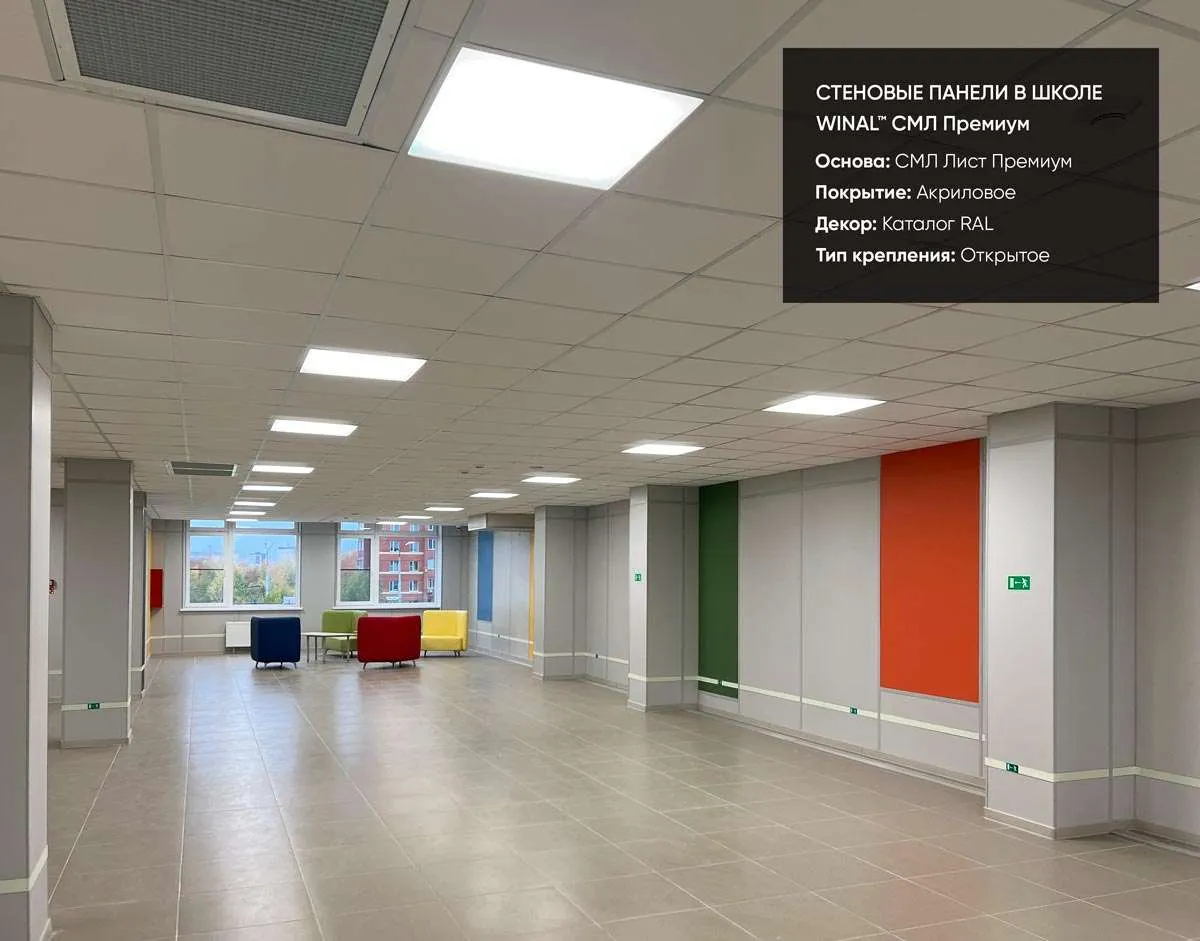 СТЕНОВЫЕ ПАНЕЛИ В ШКОЛЕ
WINAL™ СМЛ Премиум
Основа: СМЛ Лист Премиум
Покрытие: Акриловое
Декор: Каталог RAL
Тип крепления: Открытое